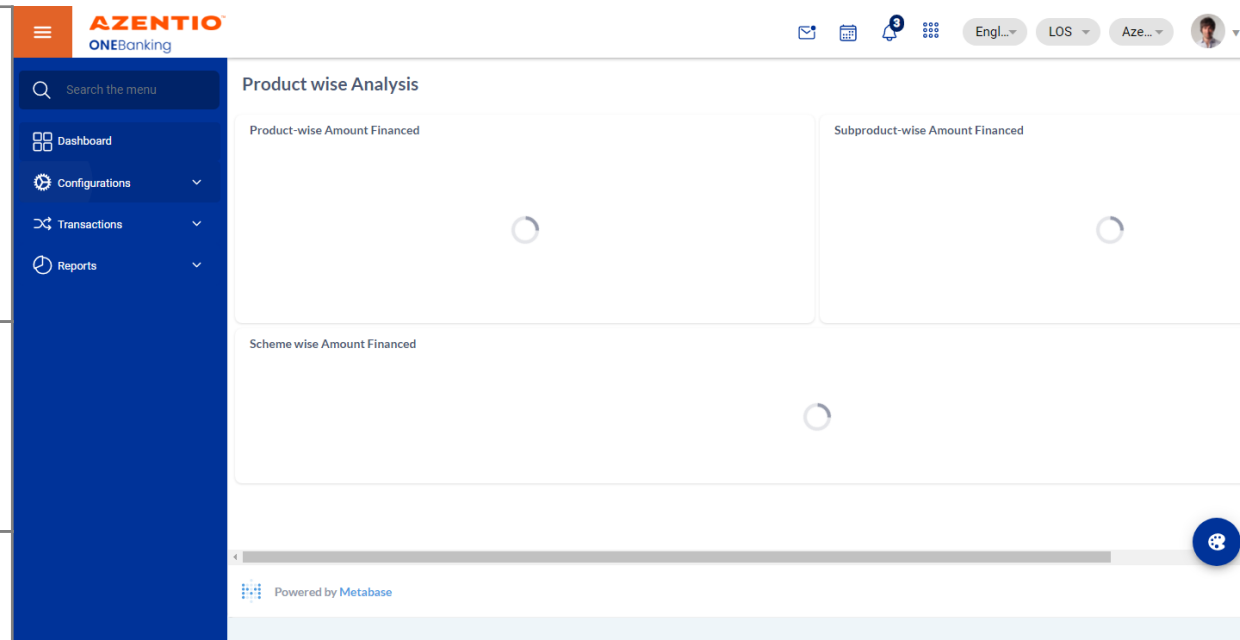 AZENTIO
ONEBanking
3
Engl...
LOS
Aze...
Search the menu
Dashboard
Configurations
Transactions
Reports
Product wise Analysis
Product-wise Amount Financed
Subproduct-wise Amount Financed
Scheme wise Amount Financed
Powered by Metabase